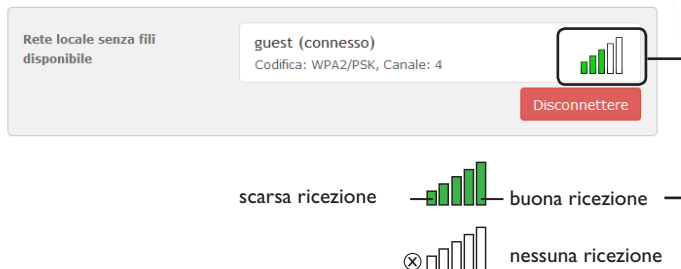 Rete locale senza fili
disponibile
guest (connesso)
Codifica: WPA2/PSK, Canale: 4
Disconnettere
scarsa ricezione
buona ricezione
nessuna ricezione